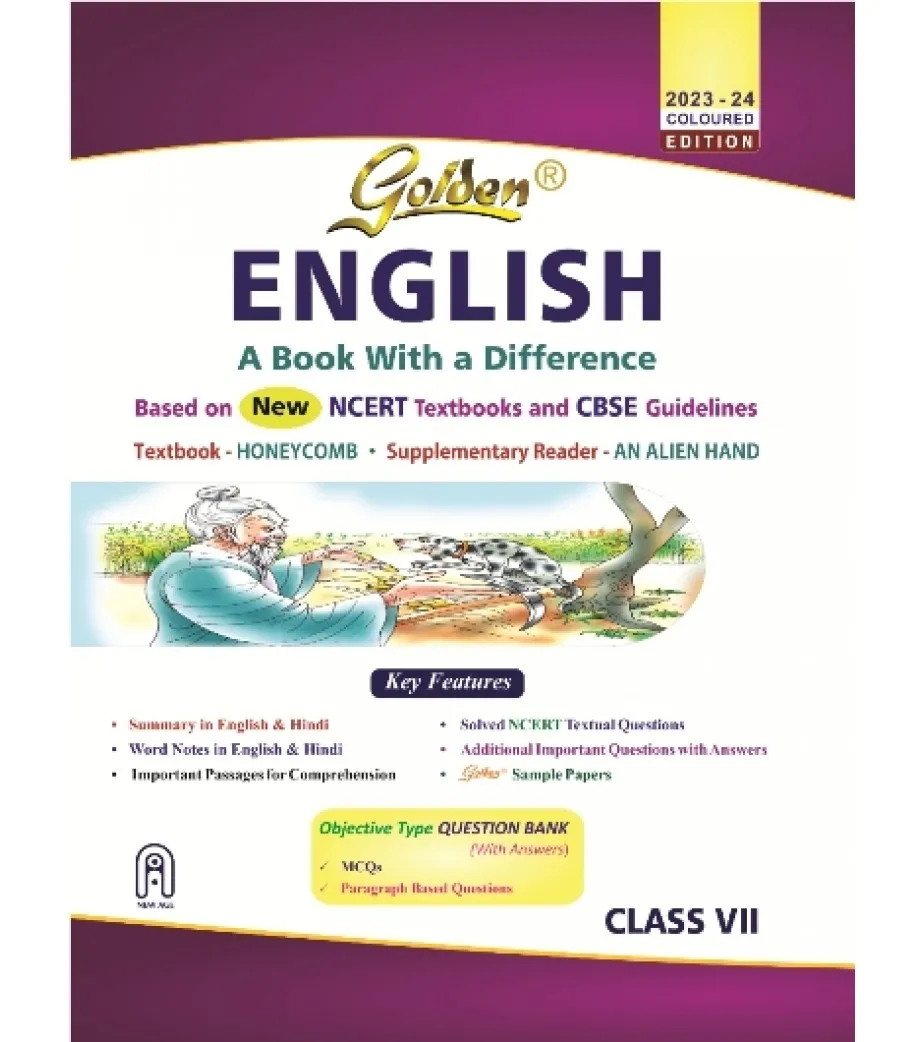 2023 - 24
COLOURED
EDITION
Golden ®
ENGLISH
A Book With a Difference
Based on New NCERT Textbooks and CBSE Guidelines
Textbook - HONEYCOMB • Supplementary Reader - AN ALIEN HAND
Key Features
• Summary in English & Hindi
• Word Notes in English & Hindi
• Important Passages for Comprehension
• Solved NCERT Textual Questions
• Additional Important Questions with Answers
• Golden® Sample Papers
Objective Type QUESTION BANK
(With Answers)
✓ MCQs
✓ Paragraph Based Questions
NEW AGE
CLASS VII